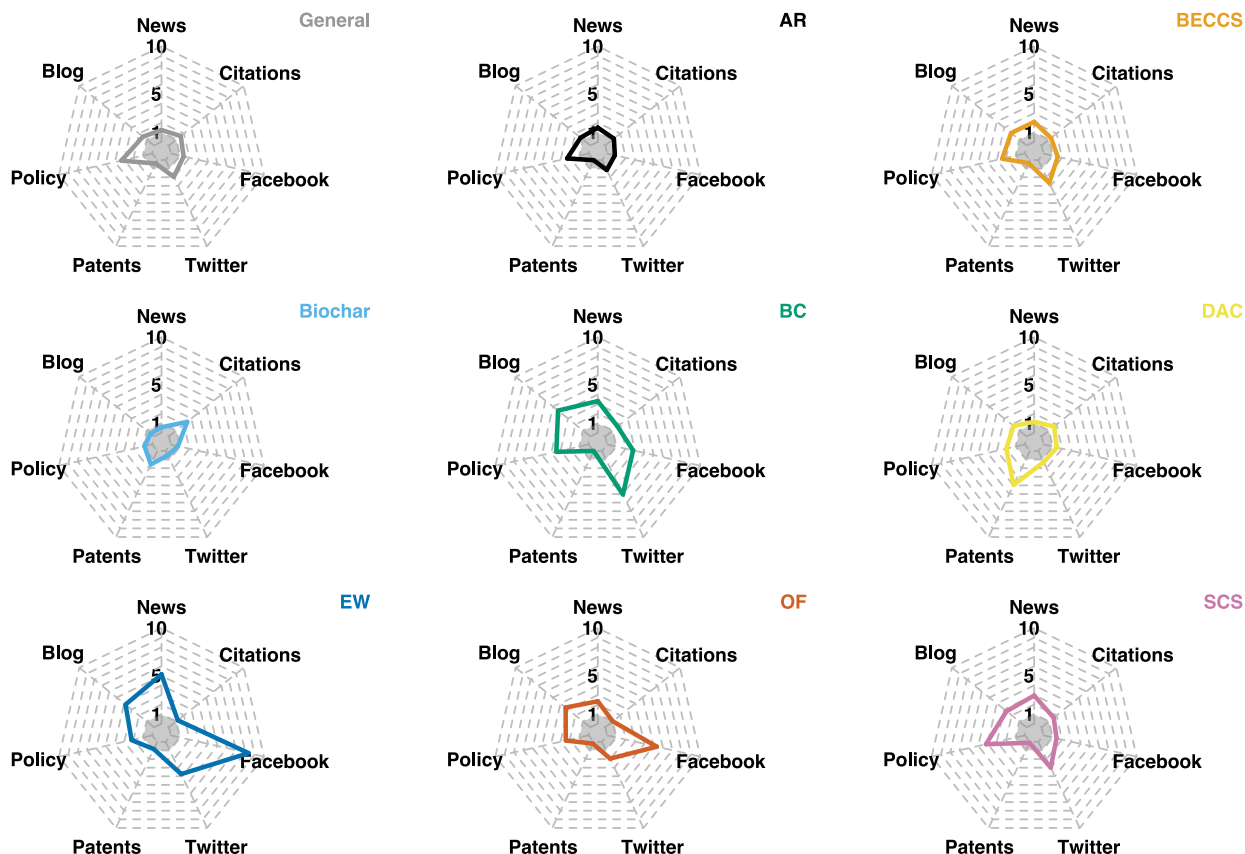 General
News
10
Blog
Citations
5
1
Policy
Facebook
Patents
Twitter
AR
News
10
Blog
Citations
5
1
Policy
Facebook
Patents
Twitter
BECCS
News
10
Blog
Citations
5
1
Policy
Facebook
Patents
Twitter
Biochar
News
10
Blog
Citations
5
1
Policy
Facebook
Patents
Twitter
BC
News
10
Blog
Citations
5
1
Policy
Facebook
Patents
Twitter
DAC
News
10
Blog
Citations
5
1
Policy
Facebook
Patents
Twitter
EW
News
10
Blog
Citations
5
1
Policy
Facebook
Patents
Twitter
OF
News
10
Blog
Citations
5
1
Policy
Facebook
Patents
Twitter
SCS
News
10
Blog
Citations
5
1
Policy
Facebook
Patents
Twitter